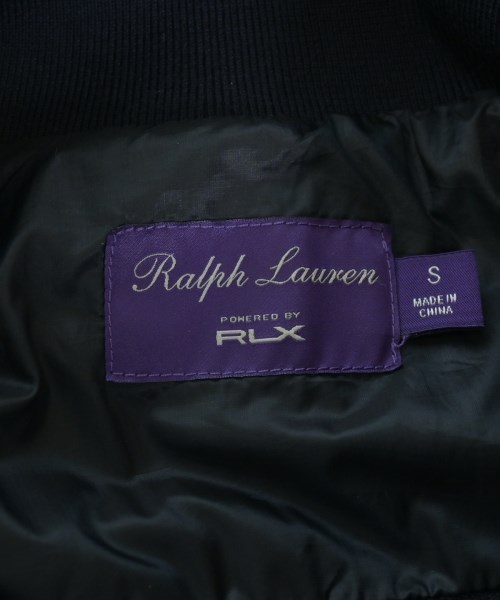 Ralph Lauren
POWERED BY
RLX
S
MADE IN
CHINA